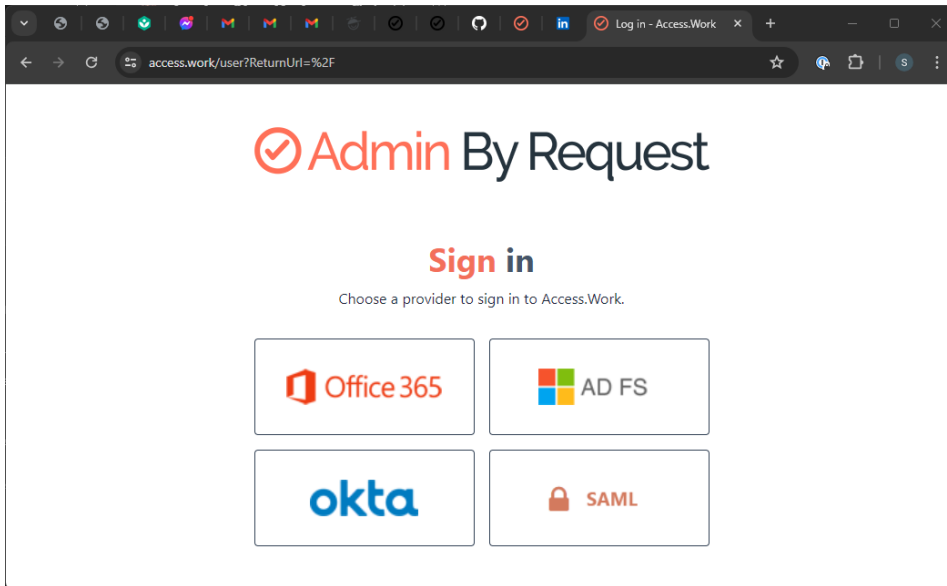 Log in - Access.Work
access.work/user?ReturnUrl=%2F
S
Admin By Request
Sign in
Choose a provider to sign in to Access.Work.
Office 365
AD FS
okta
SAML